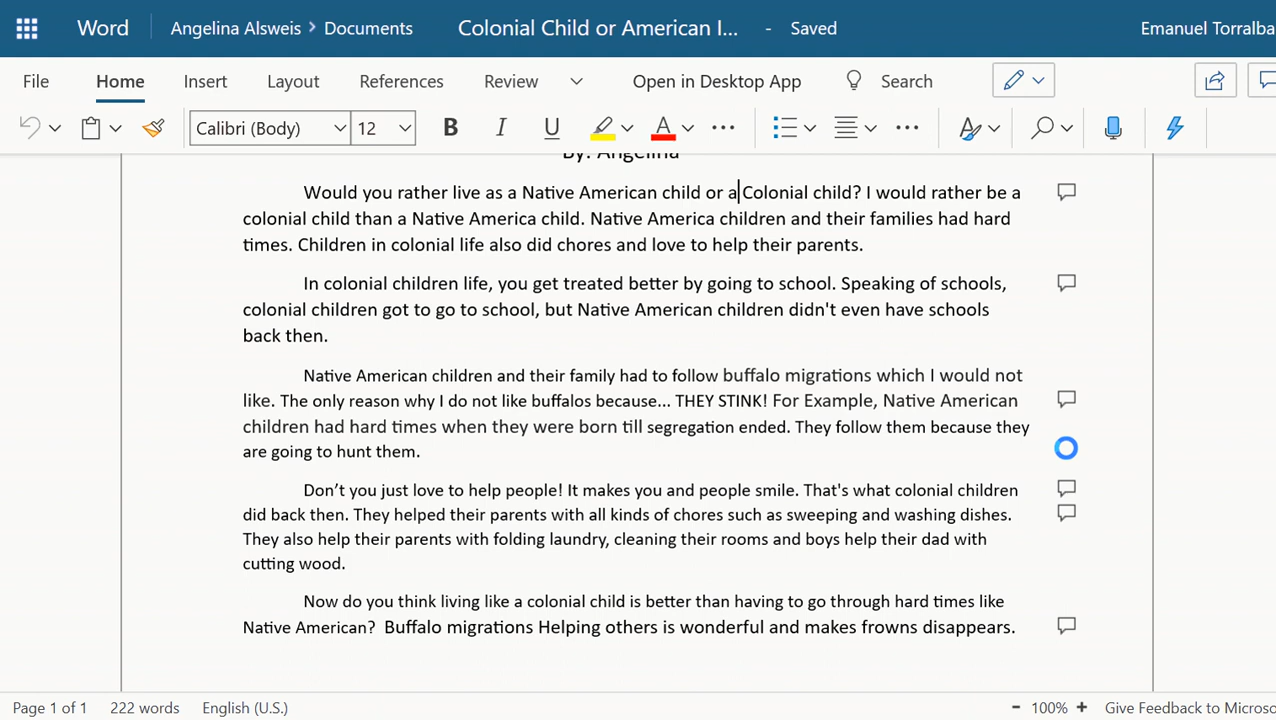 Word Angelina Alsweis > Documents Colonial Child or American I... - Saved Emanuel Torralba
File Home Insert Layout References Review Open in Desktop App Search
Calibri (Body) 12 B I U A
By: Angelina
Would you rather live as a Native American child or a Colonial child? I would rather be a
colonial child than a Native America child. Native America children and their families had hard
times. Children in colonial life also did chores and love to help their parents.
In colonial children life, you get treated better by going to school. Speaking of schools,
colonial children got to go to school, but Native American children didn't even have schools
back then.
Native American children and their family had to follow buffalo migrations which I would not
like. The only reason why I do not like buffalos because... THEY STINK! For Example, Native American
children had hard times when they were born till segregation ended. They follow them because they
are going to hunt them.
Don’t you just love to help people! It makes you and people smile. That's what colonial children
did back then. They helped their parents with all kinds of chores such as sweeping and washing dishes.
They also help their parents with folding laundry, cleaning their rooms and boys help their dad with
cutting wood.
Now do you think living like a colonial child is better than having to go through hard times like
Native American?  Buffalo migrations Helping others is wonderful and makes frowns disappears.
Page 1 of 1 222 words English (U.S.) - 100% + Give Feedback to Microso